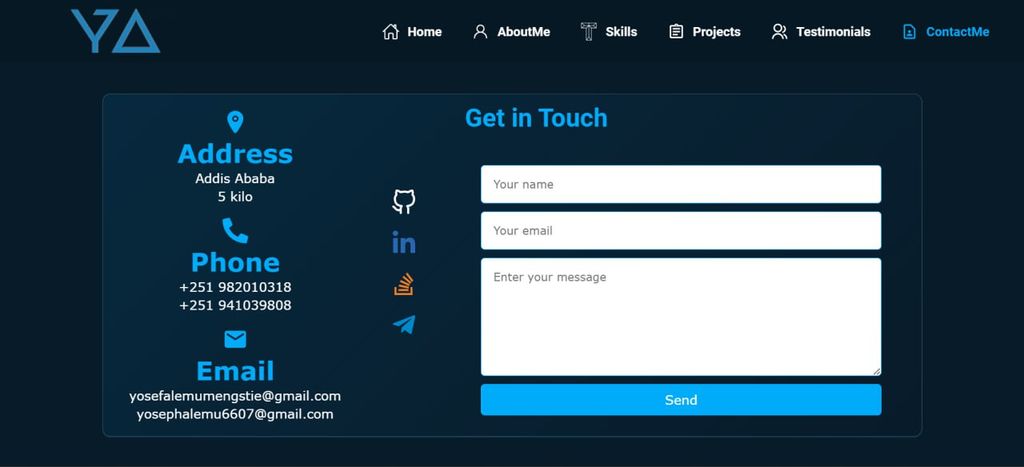 YA
Home
AboutMe
Skills
Projects
Testimonials
ContactMe
Address
Addis Ababa
5 kilo
Phone
+251 982010318
+251 941039808
Email
yosefalemumengstie@gmail.com
yosephalemu6607@gmail.com
in
Get in Touch
Your name
Your email
Enter your message
Send